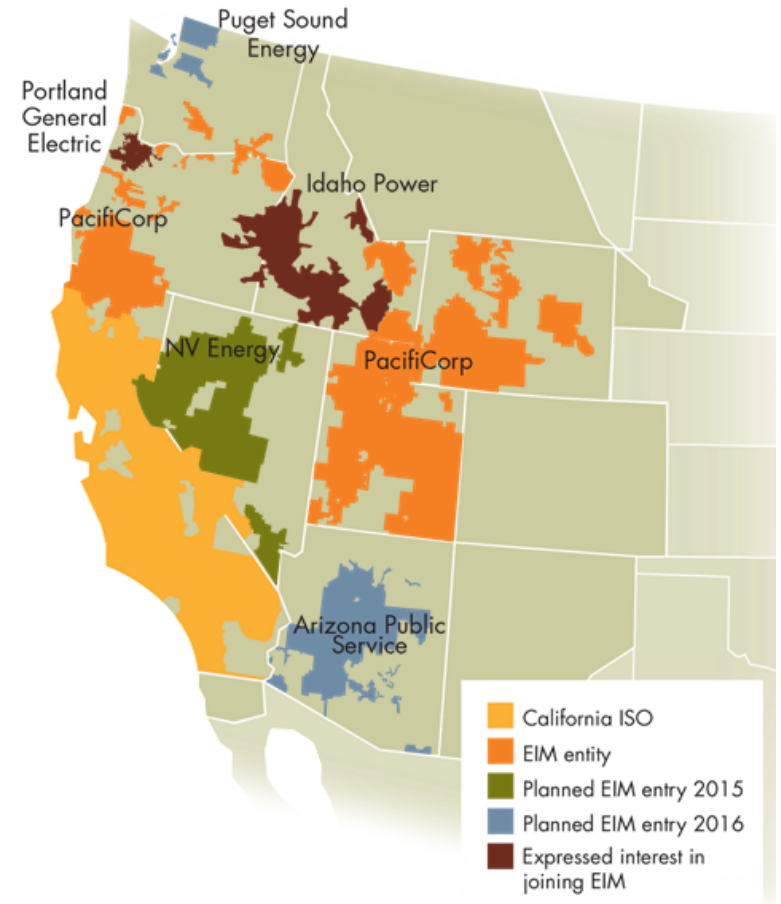 Puget Sound
Energy
Portland
General
Electric
Idaho Power
PacifiCorp
NV Energy
PacifiCorp
Arizona Public
Service
California ISO
EIM entity
Planned EIM entry 2015
Planned EIM entry 2016
Expressed interest in
joining EIM